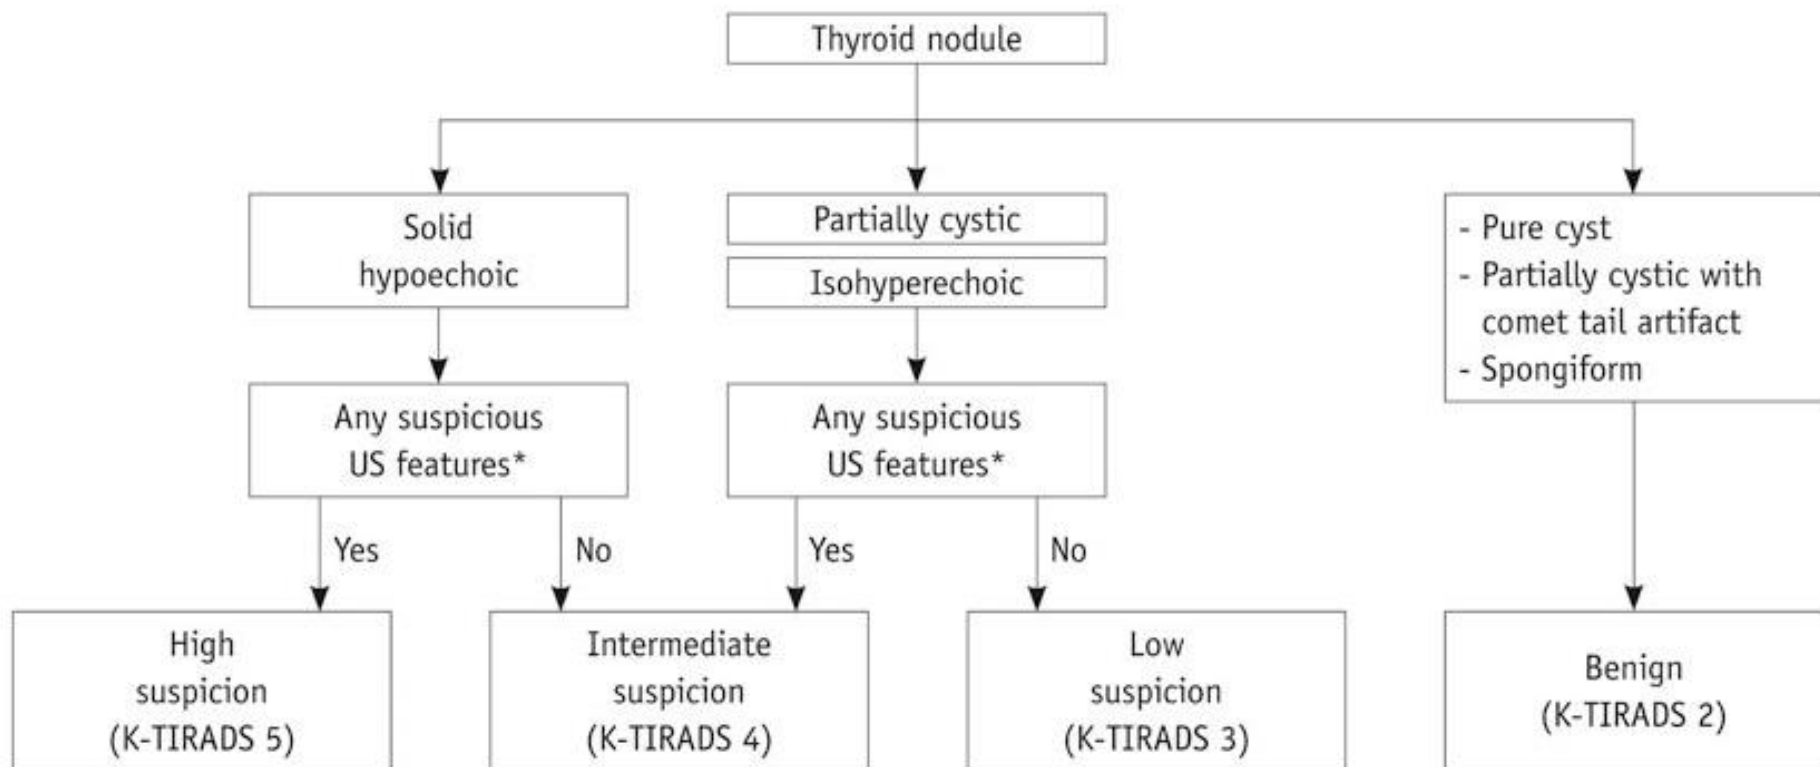 Thyroid nodule
Solid
hypoechoic
Partially cystic
Isohyperechoic
- Pure cyst
- Partially cystic with
comet tail artifact
- Spongiform
Any suspicious
US features*
Any suspicious
US features*
Yes
No
Yes
No
High
suspicion
(K-TIRADS 5)
Intermediate
suspicion
(K-TIRADS 4)
Low
suspicion
(K-TIRADS 3)
Benign
(K-TIRADS 2)